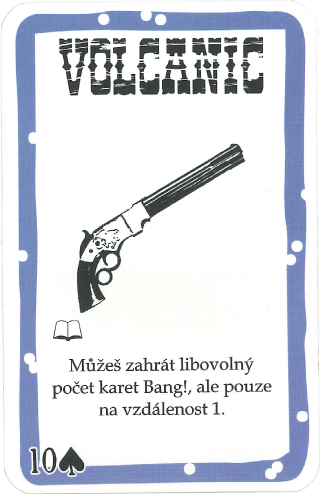 VOLCANIC
Můžeš zahrát libovolný
počet karet Bang!, ale pouze
na vzdálenost 1.
10♠